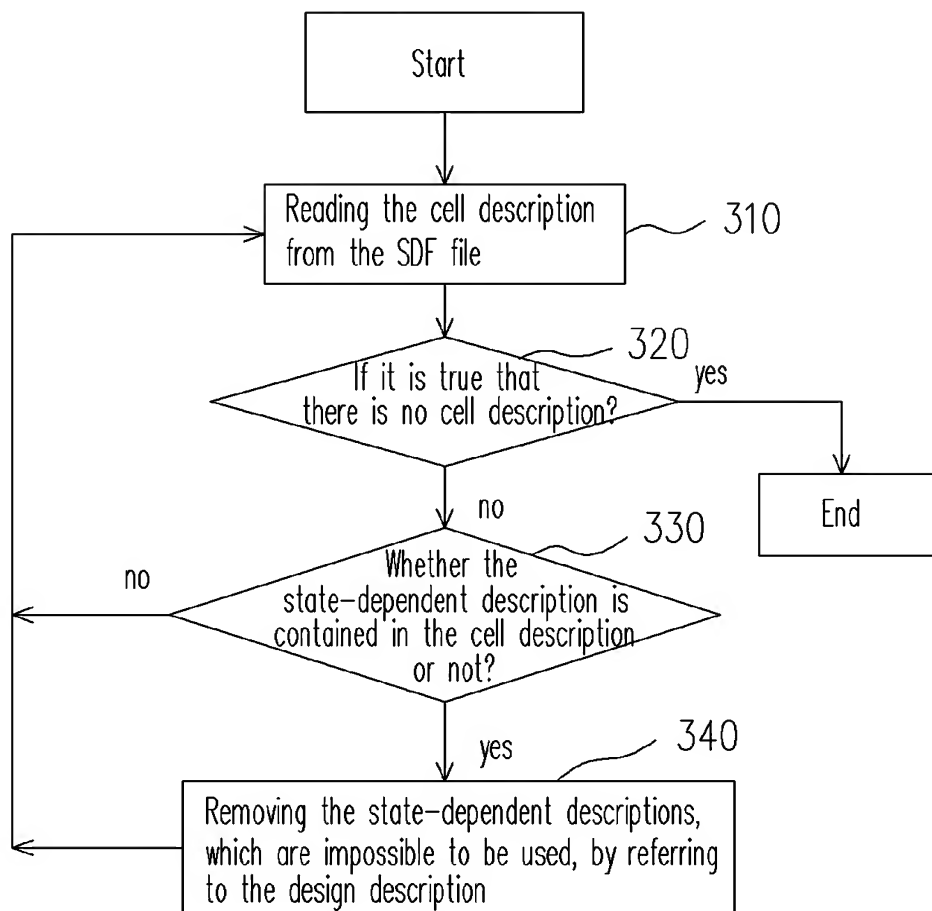 Start
Reading the cell description
from the SDF file
310
320
If it is true that
there is no cell description?
yes
End
no
330
Whether the
state-dependent description is
contained in the cell description
or not?
no
yes
340
Removing the state-dependent descriptions,
which are impossible to be used, by referring
to the design description